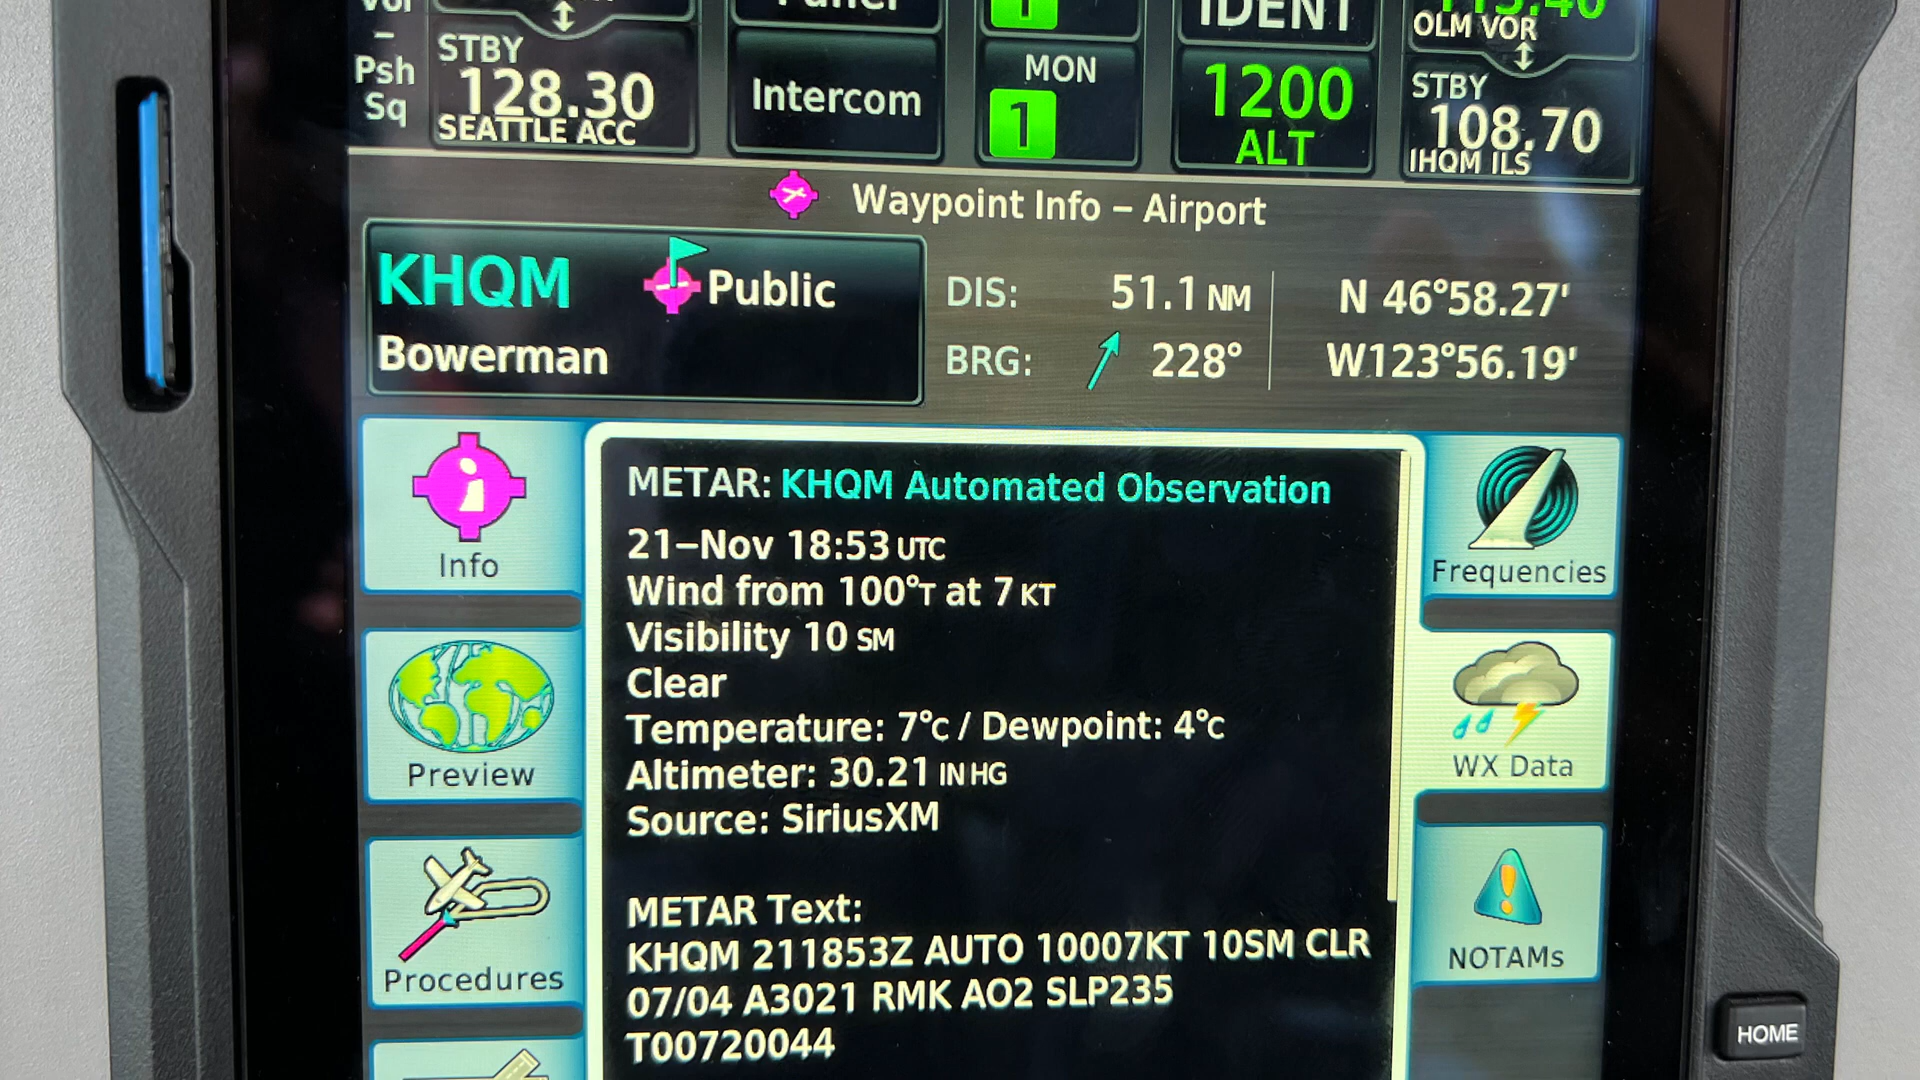 Vol
–
Psh
Sq
STBY
128.30
SEATTLE ACC
Intercom
MON
1
IDENT
1200
ALT
113.40
OLM VOR
STBY
108.70
IHQM ILS
Waypoint Info – Airport
KHQM
Public
Bowerman
DIS: 51.1 NM
BRG: 228°
N 46°58.27'
W123°56.19'
Info
Preview
Procedures
METAR: KHQM Automated Observation
21–Nov 18:53 UTC
Wind from 100°T at 7 KT
Visibility 10 SM
Clear
Temperature: 7°C / Dewpoint: 4°C
Altimeter: 30.21 IN HG
Source: SiriusXM
METAR Text:
KHQM 211853Z AUTO 10007KT 10SM CLR
07/04 A3021 RMK AO2 SLP235
T00720044
Frequencies
WX Data
NOTAMs
HOME